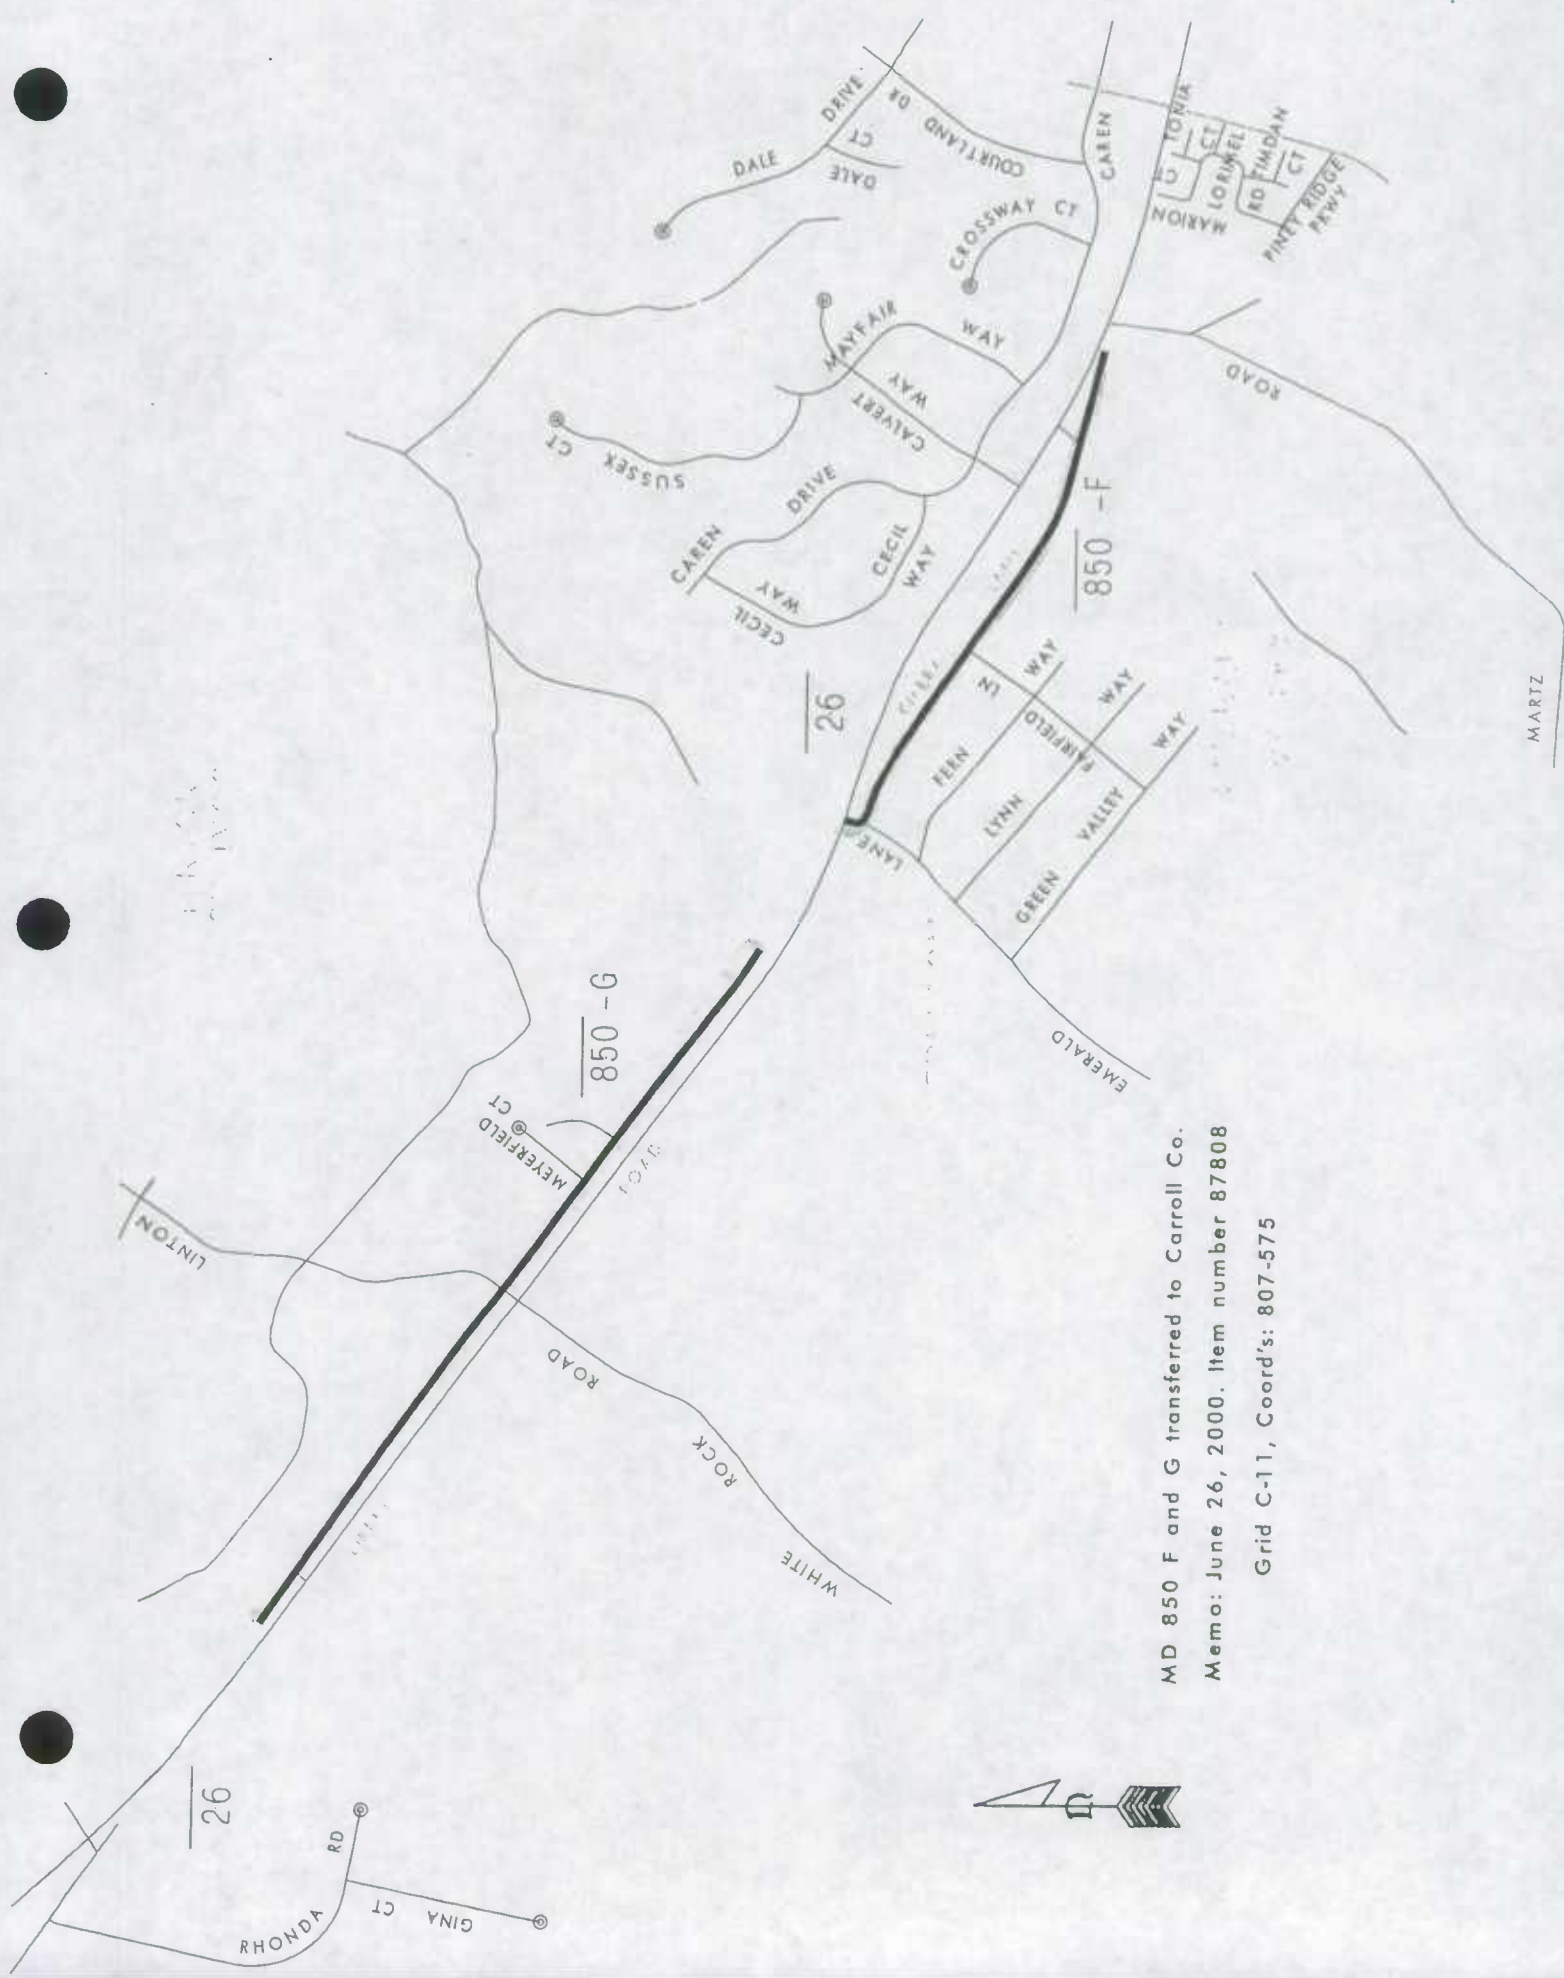 DALE
DRIVE
DALE
CT
COURTLAND
DR
CAREN
TONIA
CT
LORIMEL
CT
MARION
RD
TIMDAN
CT
PINEY RIDGE
PKWY
CROSSWAY CT
MAYFAIR
WAY
CALVERT
WAY
SUSSEX
CT
CAREN
DRIVE
CECIL
WAY
CECIL
WAY
ROAD
MARTZ
850 -F
26
FAIRFIELD
LN
FERN
WAY
LYNN
WAY
GREEN
VALLEY
WAY
EMERALD
LANE
850 -G
MEYERFIELD
CT
ROAD
LINTON
ROAD
WHITE
ROCK
26
RHONDA
RD
GINA
CT
n
MD 850 F and G transferred to Carroll Co.
Memo: June 26, 2000. Item number 87808
Grid C-11, Coord's: 807-575